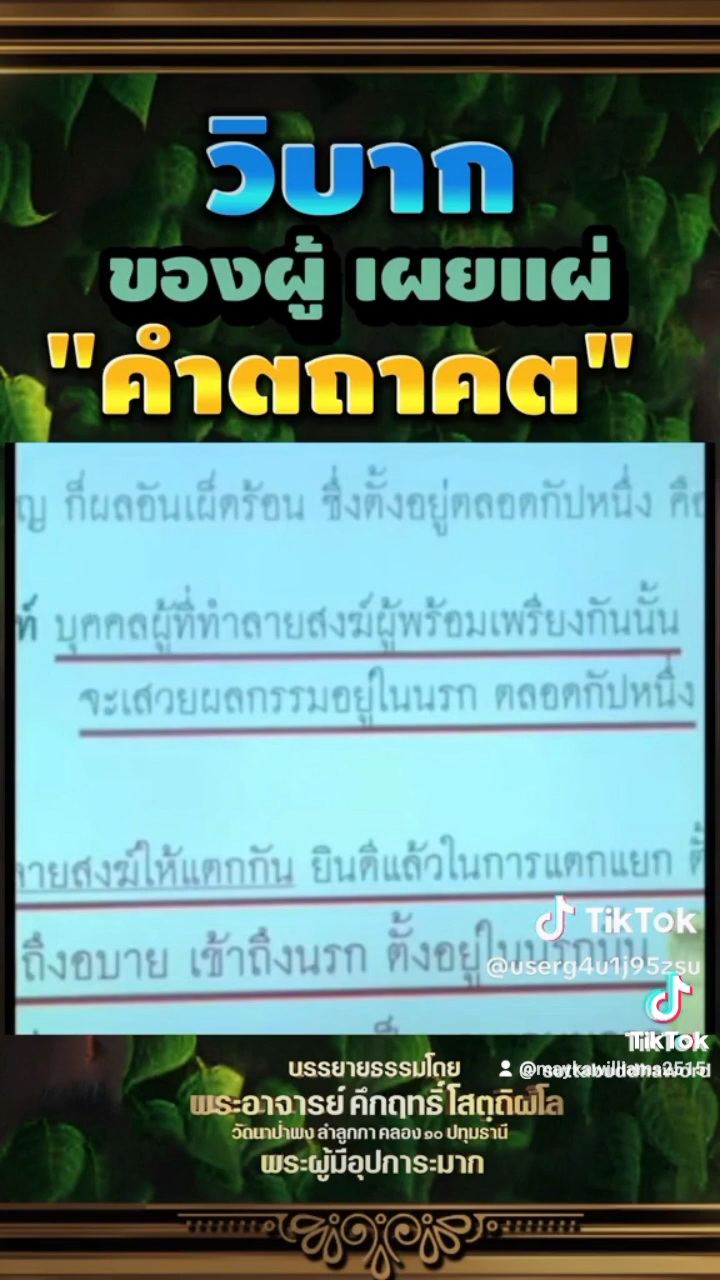 วิบาก
ของผู้ เผยแผ่
"คำตถาคต"
ญ ก็ผลอันเผ็ดร้อน ซึ่งตั้งอยู่ตลอดกัปหนึ่ง
ท์ บุคคลผู้ที่ทำลายสงฆ์ผู้พร้อมเพรียงกันนั้น
จะเสวยผลกรรมอยู่ในนรก ตลอดกัปหนึ่ง
ายสงฆ์ให้แตกกัน ยินดีแล้วในการแตกแยก
ถึงอบาย เข้าถึงนรก ตั้งอยู่ใน
TikTok
@userg4u1j95zsu
TikTok
บรรยายธรรมโดย
พระอาจารย์ คึกฤทธิ์ โสตฺถิผโล
วัดนาป่าพง ลำลูกกา คลอง ๑๐ ปทุมธานี
พระผู้มีอุปการะมาก